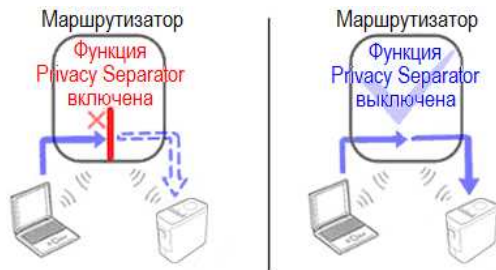 Маршрутизатор
Функция
Privacy Separator
включена
Маршрутизатор
Функция
Privacy Separator
выключена